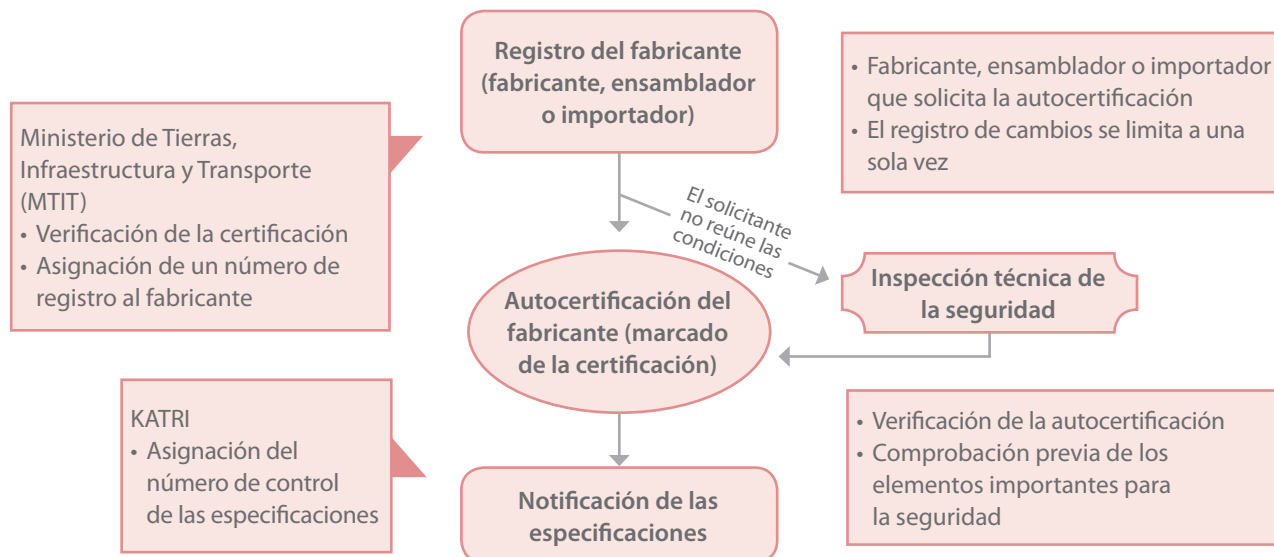 Registro del fabricante
(fabricante, ensamblador
o importador)
• Fabricante, ensamblador o importador
que solicita la autocertificación
• El registro de cambios se limita a una
sola vez
Ministerio de Tierras,
Infraestructura y Transporte
(MTIT)
• Verificación de la certificación
• Asignación de un número de
registro al fabricante
El solicitante
no reúne las
condiciones
Inspección técnica de
la seguridad
Autocertificación del
fabricante (marcado
de la certificación)
KATRI
• Asignación del
número de control
de las especificaciones
• Verificación de la autocertificación
• Comprobación previa de los
elementos importantes para
la seguridad
Notificación de las
especificaciones